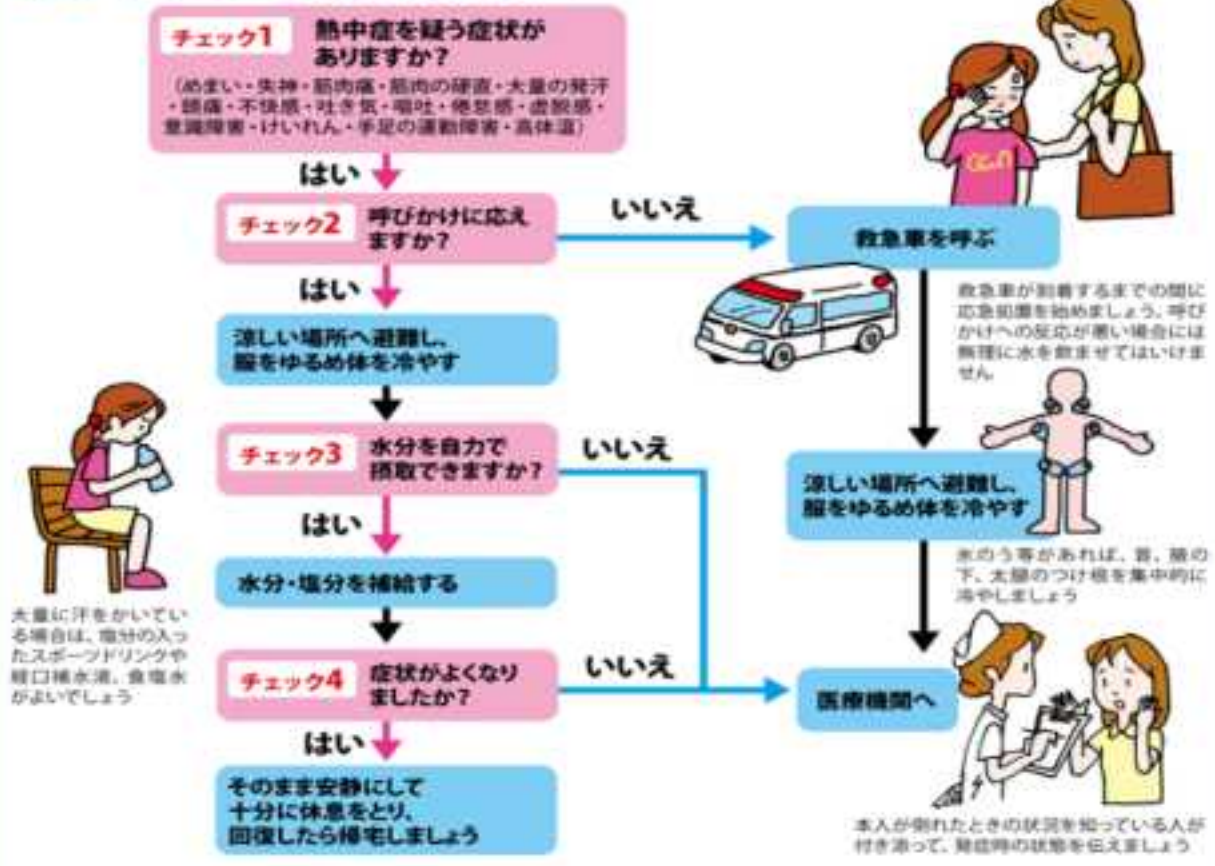 チェック1
熱中症を疑う症状が
ありますか？
（めまい・失神・筋肉痛・筋肉の硬直・大量の発汗
・頭痛・不快感・吐き気・嘔吐・倦怠感・虚脱感・
意識障害・けいれん・手足の運動障害・高体温）
はい
チェック2
呼びかけに応え
ますか？
いいえ
救急車を呼ぶ
救急車が到着するまでの間に
応急処置を始めましょう。呼び
かけへの反応が悪い場合には
無理に水を飲ませてはいけま
せん
はい
涼しい場所へ避難し、
服をゆるめ体を冷やす
チェック3
水分を自力で
摂取できますか？
いいえ
涼しい場所へ避難し、
服をゆるめ体を冷やす
氷のう等があれば、首、腋の
下、太腿のつけ根を集中的に
冷やしましょう
はい
水分・塩分を補給する
大量に汗をかいてい
る場合は、塩分の入っ
たスポーツドリンクや
経口補水液、食塩水
がよいでしょう
チェック4
症状がよくなり
ましたか？
いいえ
医療機関へ
はい
そのまま安静にして
十分に休息をとり、
回復したら帰宅しましょう
本人が倒れたときの状況を知っている人が
付き添って、発症時の状態を伝えましょう